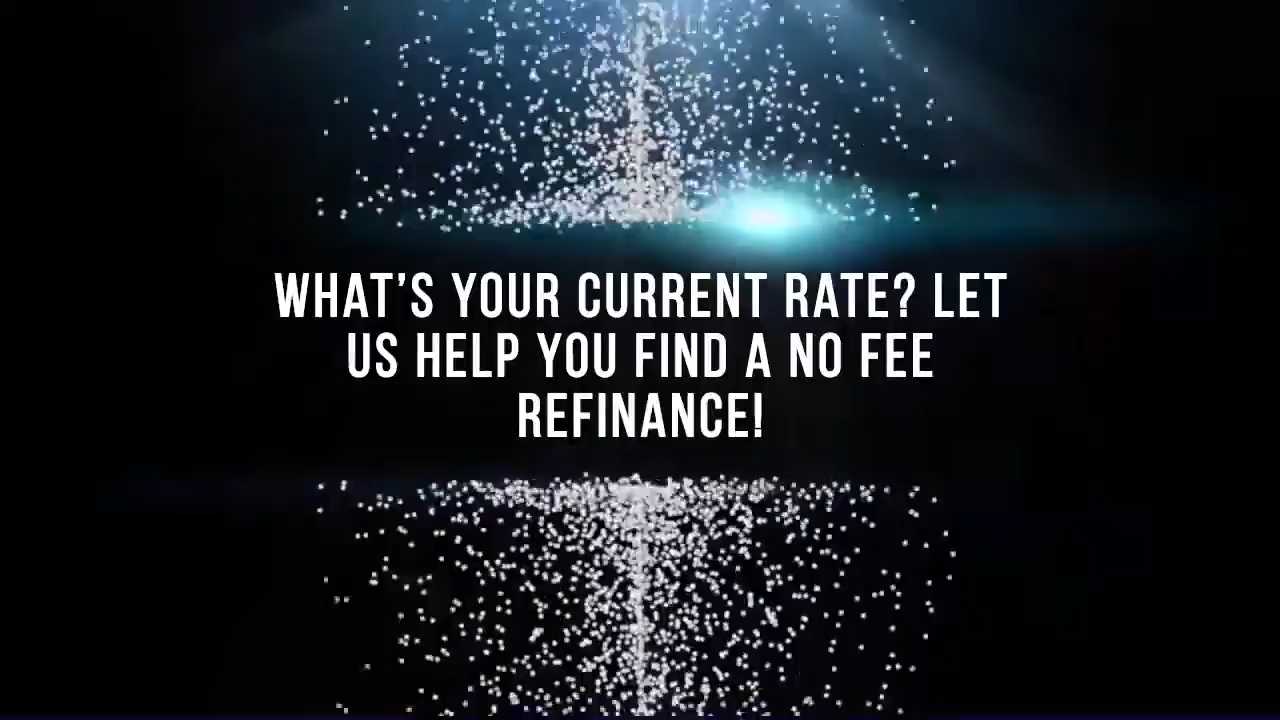 WHAT’S YOUR CURRENT RATE? LET
US HELP YOU FIND A NO FEE
REFINANCE!